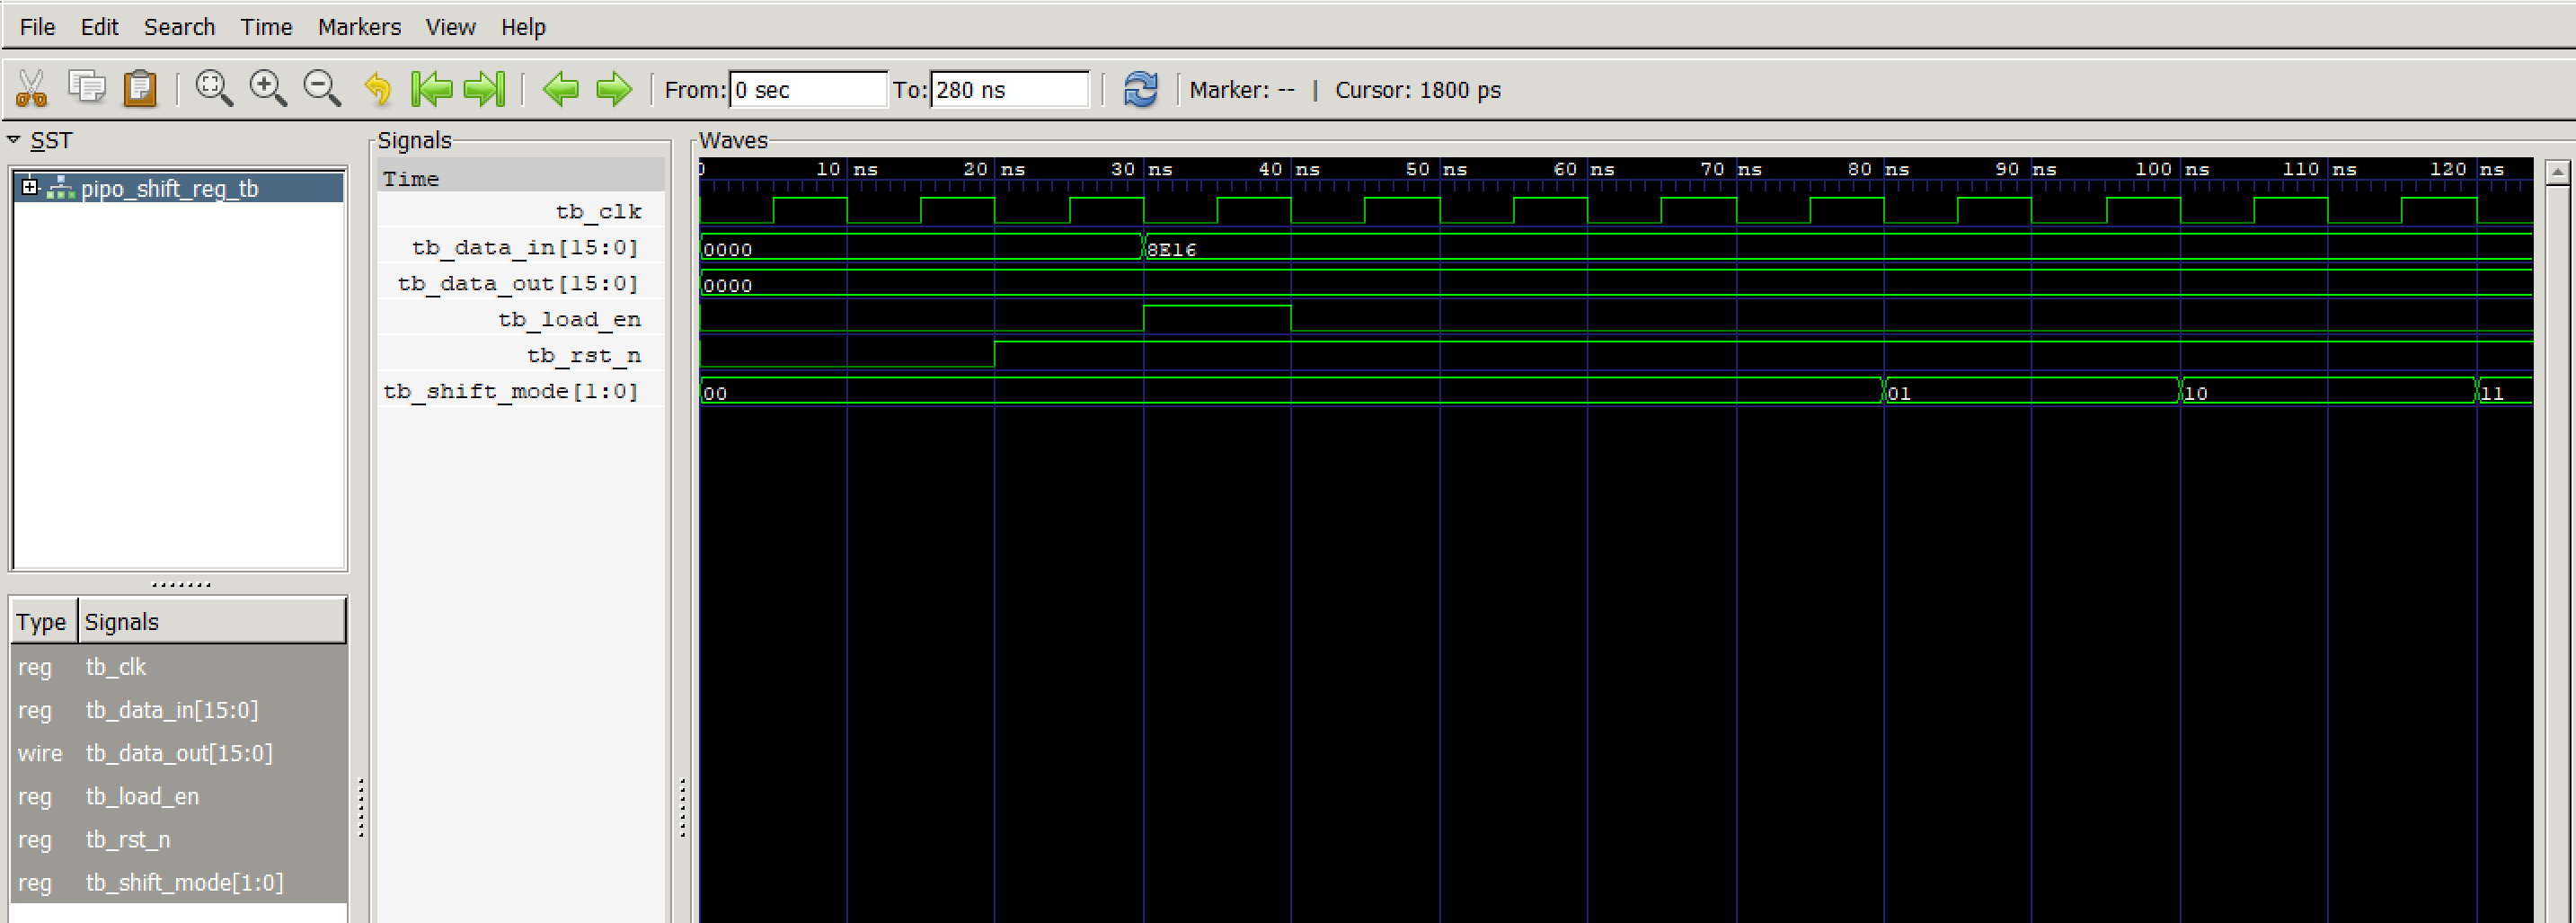 File Edit Search Time Markers View Help
From: 0 sec To: 280 ns Marker: -- | Cursor: 1800 ps
SST
pipo_shift_reg_tb
Type Signals
reg tb_clk
reg tb_data_in[15:0]
wire tb_data_out[15:0]
reg tb_load_en
reg tb_rst_n
reg tb_shift_mode[1:0]
Signals
Time
tb_clk
tb_data_in[15:0]
tb_data_out[15:0]
tb_load_en
tb_rst_n
tb_shift_mode[1:0]
Waves
0 10 ns 20 ns 30 ns 40 ns 50 ns 60 ns 70 ns 80 ns 90 ns 100 ns 110 ns 120 ns
0000 8E16
0000
00 01 10 11